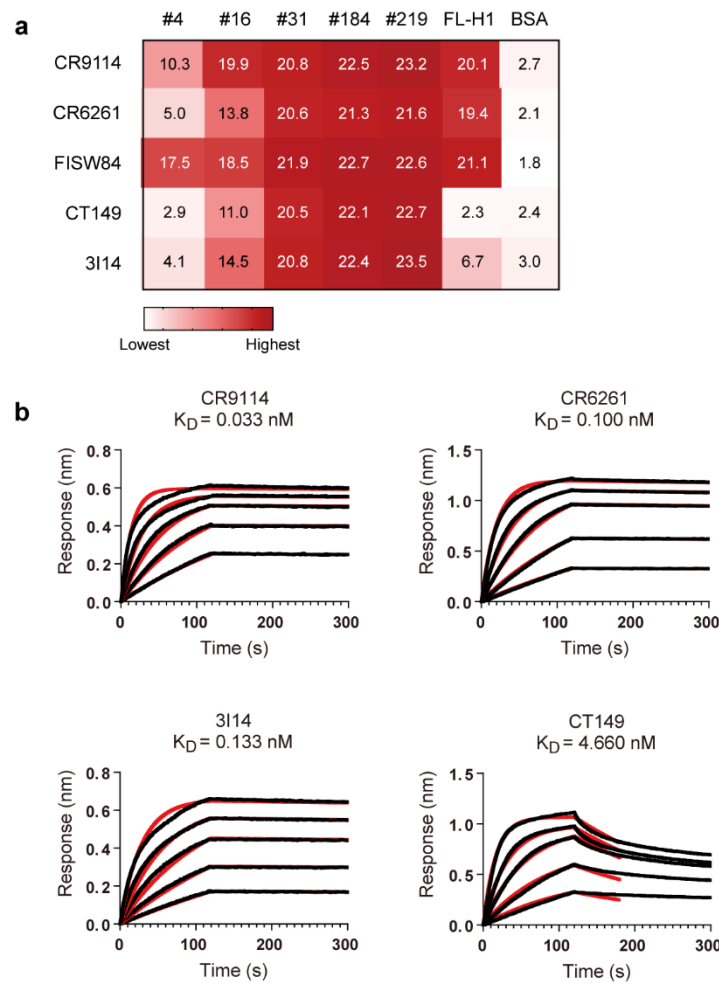 a
#4 #16 #31 #184 #219 FL-H1 BSA
CR9114 10.3 19.9 20.8 22.5 23.2 20.1 2.7
CR6261 5.0 13.8 20.6 21.3 21.6 19.4 2.1
FISW84 17.5 18.5 21.9 22.7 22.6 21.1 1.8
CT149 2.9 11.0 20.5 22.1 22.7 2.3 2.4
3I14 4.1 14.5 20.8 22.4 23.5 6.7 3.0
Lowest Highest
b
CR9114
KD = 0.033 nM
Response (nm)
0.8
0.6
0.4
0.2
0.0
0 100 200 300
Time (s)
CR6261
KD = 0.100 nM
Response (nm)
1.5
1.0
0.5
0.0
0 100 200 300
Time (s)
3I14
KD = 0.133 nM
Response (nm)
0.8
0.6
0.4
0.2
0.0
0 100 200 300
Time (s)
CT149
KD = 4.660 nM
Response (nm)
1.5
1.0
0.5
0.0
0 100 200 300
Time (s)